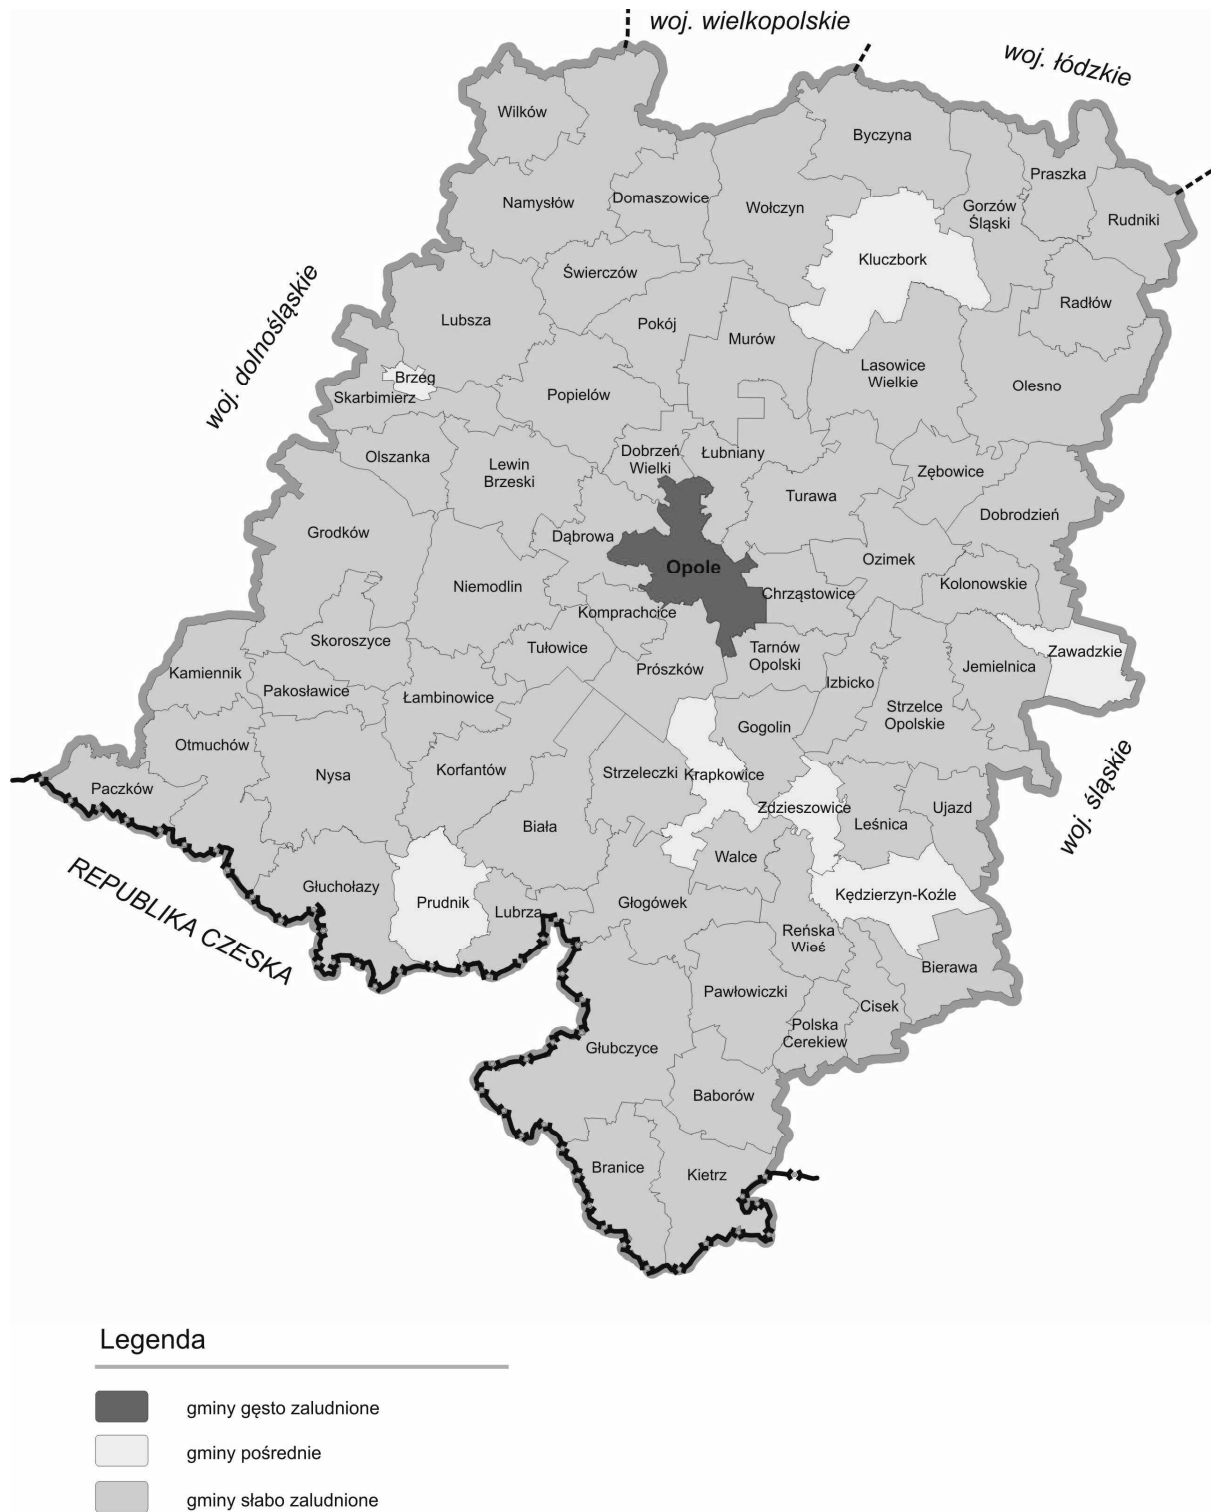 woj. wielkopolskie
woj. łódzkie
Wilków
Byczyna
Praszka
Namysłów
Domaszowice
Wołczyn
Gorzów
Śląski
Rudniki
Kluczbork
Świerczów
Radłów
Lubsza
Pokój
Murów
woj. dolnośląskie
Lasowice
Wielkie
Olesno
Brzeg
Skarbimierz
Popielów
Olszanka
Lewin
Brzeski
Dobrzeń
Wielki
Łubniany
Zębowice
Turawa
Dobrodzień
Grodków
Dąbrowa
Opole
Ozimek
Kolonowskie
Niemodlin
Chrząstowice
Komprachcice
Skoroszyce
Tułowice
Prószków
Tarnów
Opolski
Zawadzkie
Jemielnica
Kamiennik
Pakosławice
Łambinowice
Izbicko
Strzelce
Opolskie
Gogolin
Otmuchów
Nysa
Korfantów
Strzeleczki
Krapkowice
Paczków
Zdzieszowice
Ujazd
woj. śląskie
Biała
Leśnica
Walce
REPUBLIKA CZESKA
Głuchołazy
Prudnik
Lubrza
Głogówek
Kędzierzyn-Koźle
Reńska
Wieś
Bierawa
Pawłowiczki
Cisek
Polska
Cerekiew
Głubczyce
Baborów
Branice
Kietrz
Legenda
gminy gęsto zaludnione
gminy pośrednie
gminy słabo zaludnione